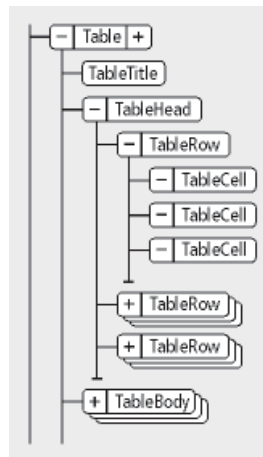 − Table +
TableTitle
− TableHead
− TableRow
− TableCell
− TableCell
− TableCell
+ TableRow
+ TableRow
+ TableBody